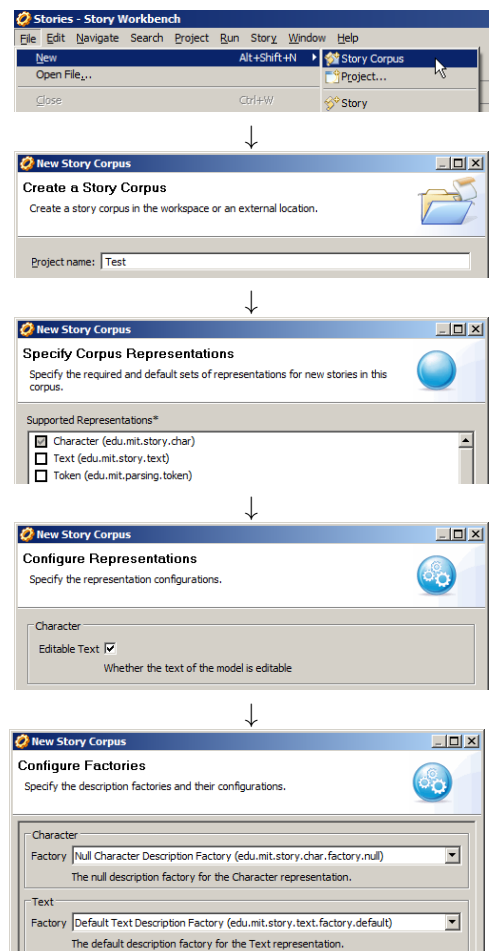 Stories - Story Workbench
File Edit Navigate Search Project Run Story Window Help
New Alt+Shift+N Story Corpus
Open File... Project...
Close Ctrl+W Story
↓
New Story Corpus
Create a Story Corpus
Create a story corpus in the workspace or an external location.
Project name: Test
↓
New Story Corpus
Specify Corpus Representations
Specify the required and default sets of representations for new stories in this
corpus.
Supported Representations*
Character (edu.mit.story.char)
Text (edu.mit.story.text)
Token (edu.mit.parsing.token)
↓
New Story Corpus
Configure Representations
Specify the representation configurations.
Character
Editable Text
Whether the text of the model is editable
↓
New Story Corpus
Configure Factories
Specify the description factories and their configurations.
Character
Factory Null Character Description Factory (edu.mit.story.char.factory.null)
The null description factory for the Character representation.
Text
Factory Default Text Description Factory (edu.mit.story.text.factory.default)
The default description factory for the Text representation.